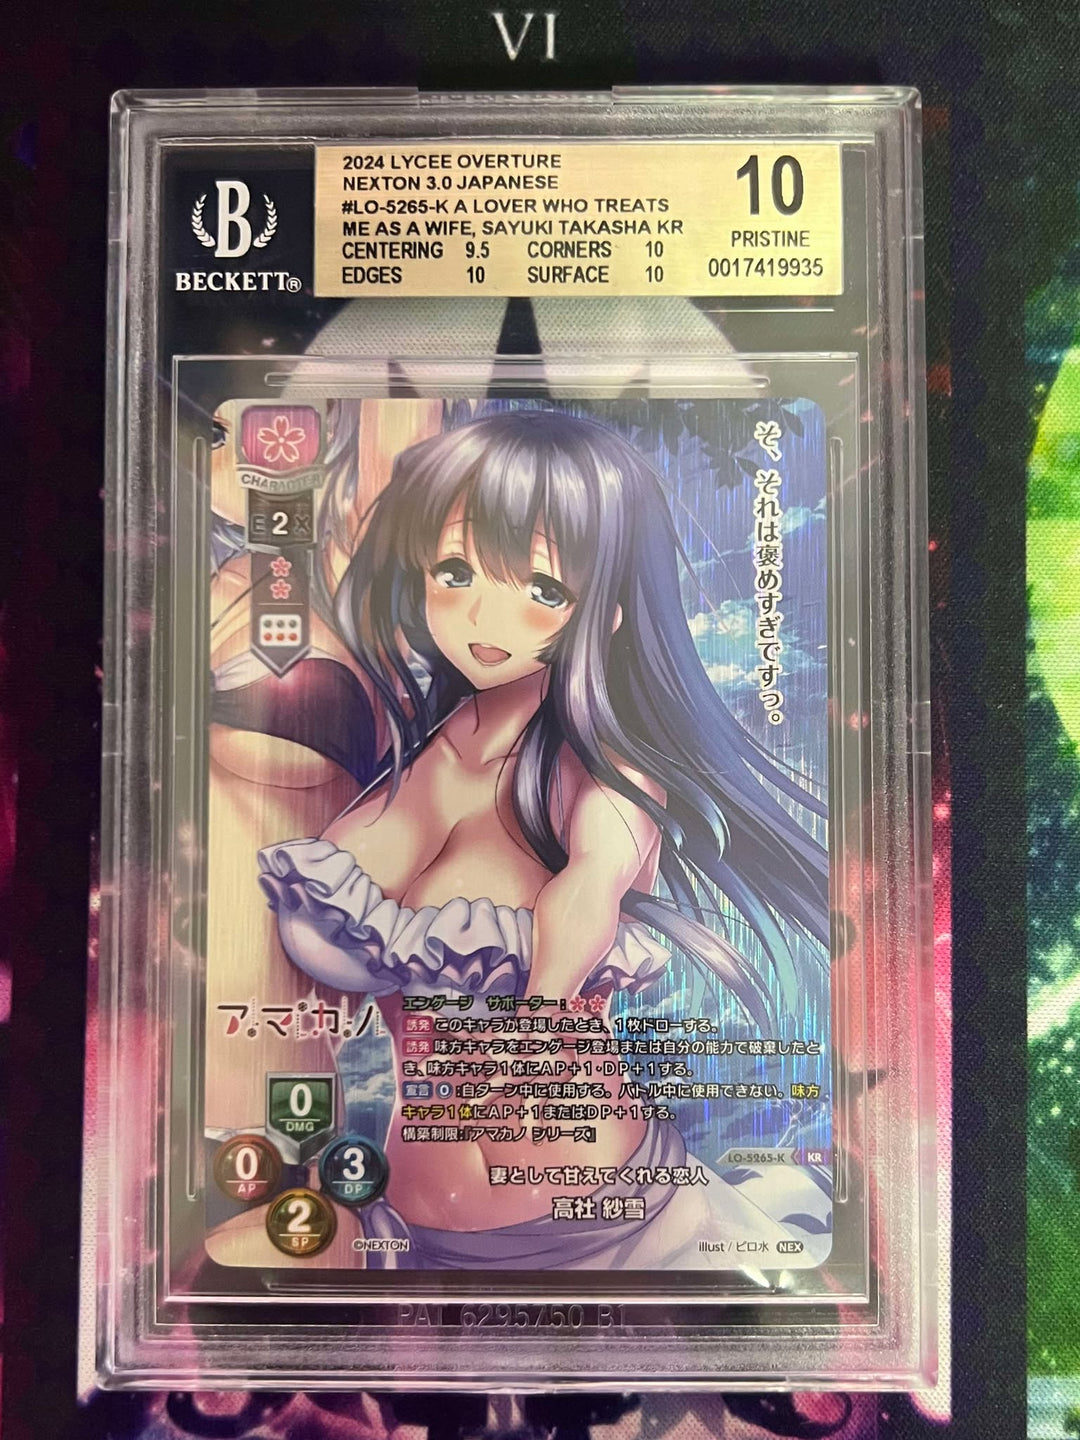 VI
B
BECKETT®
2024 LYCEE OVERTURE
NEXTON 3.0 JAPANESE
#LO-5265-K A LOVER WHO TREATS
ME AS A WIFE, SAYUKI TAKASHA KR
CENTERING 9.5 CORNERS 10
EDGES 10 SURFACE 10
10
PRISTINE
0017419935
CHARACTER
E 2 X
そ、それは褒めすぎですっ。
アマカノ
エンゲージ サポーター:
誘発 このキャラが登場したとき、1枚ドローする。
誘発 味方キャラをエンゲージ登場または自分の能力で破棄したと
き、味方キャラ1体にAP+1・DP+1する。
宣言 0:自ターン中に使用する。バトル中に使用できない。味方
キャラ1体にAP+1またはDP+1する。
構築制限:『アマカノ シリーズ』
0
DMG
0
AP
3
DP
2
SP
LO-5265-K KR
妻として甘えてくれる恋人
高社 紗雪
©NEXTON
illust / ピロ水 NEX
PAT 6295750 B1